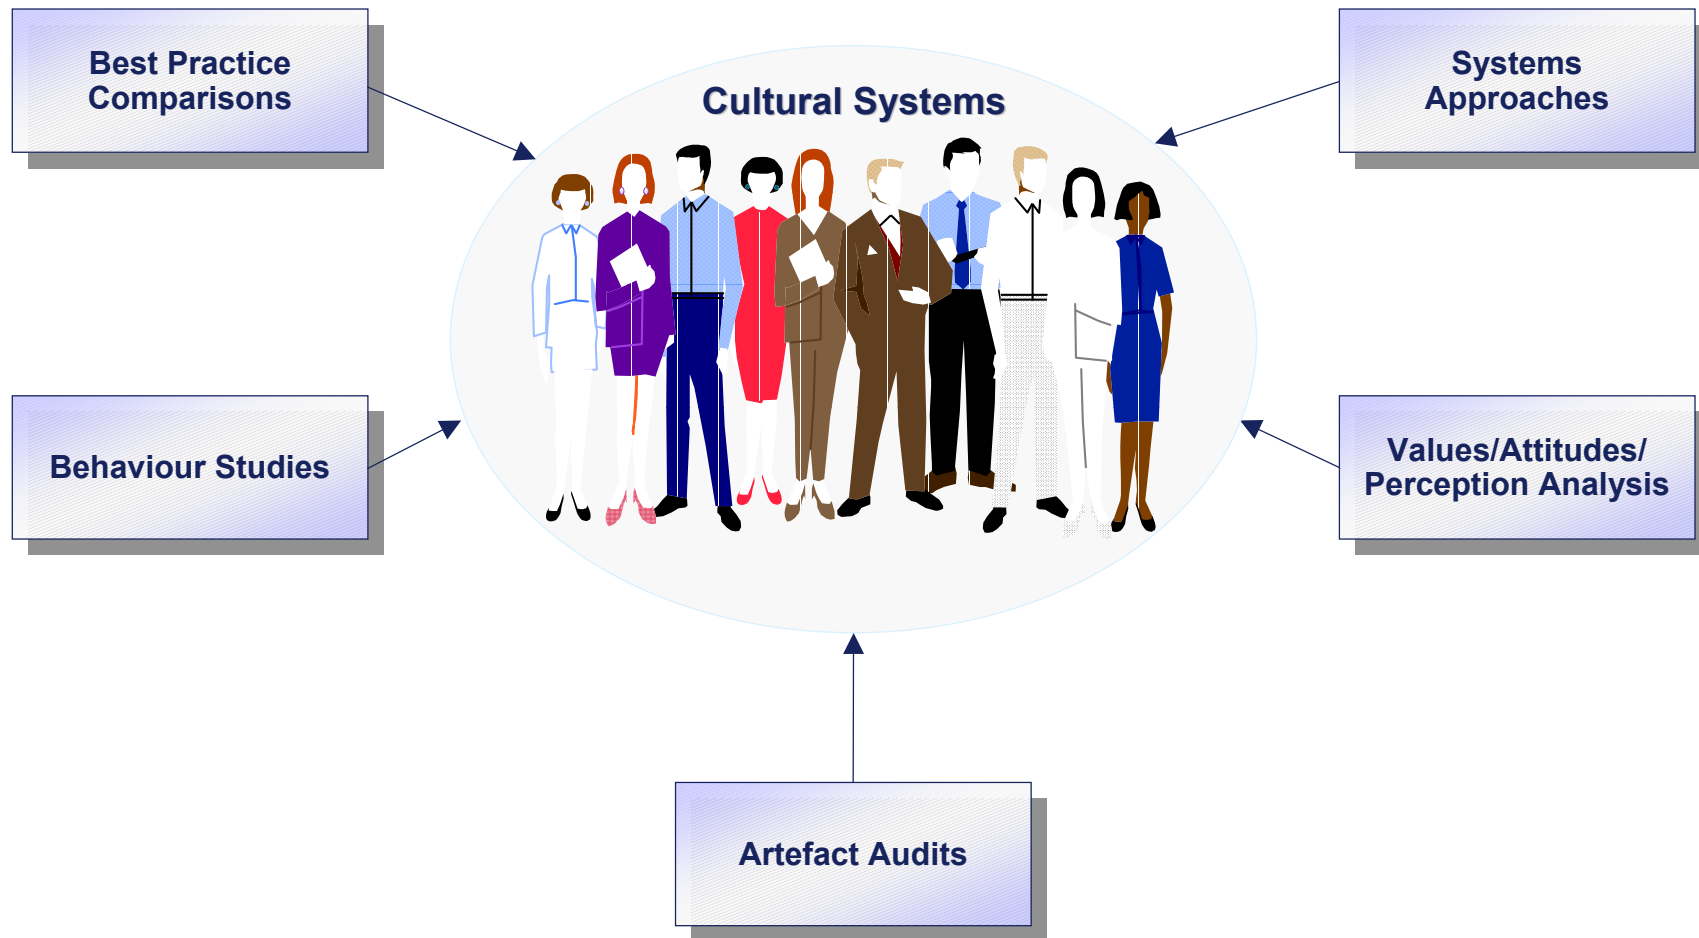 Best Practice
Comparisons
Cultural Systems
Systems
Approaches
Behaviour Studies
Values/Attitudes/
Perception Analysis
Artefact Audits